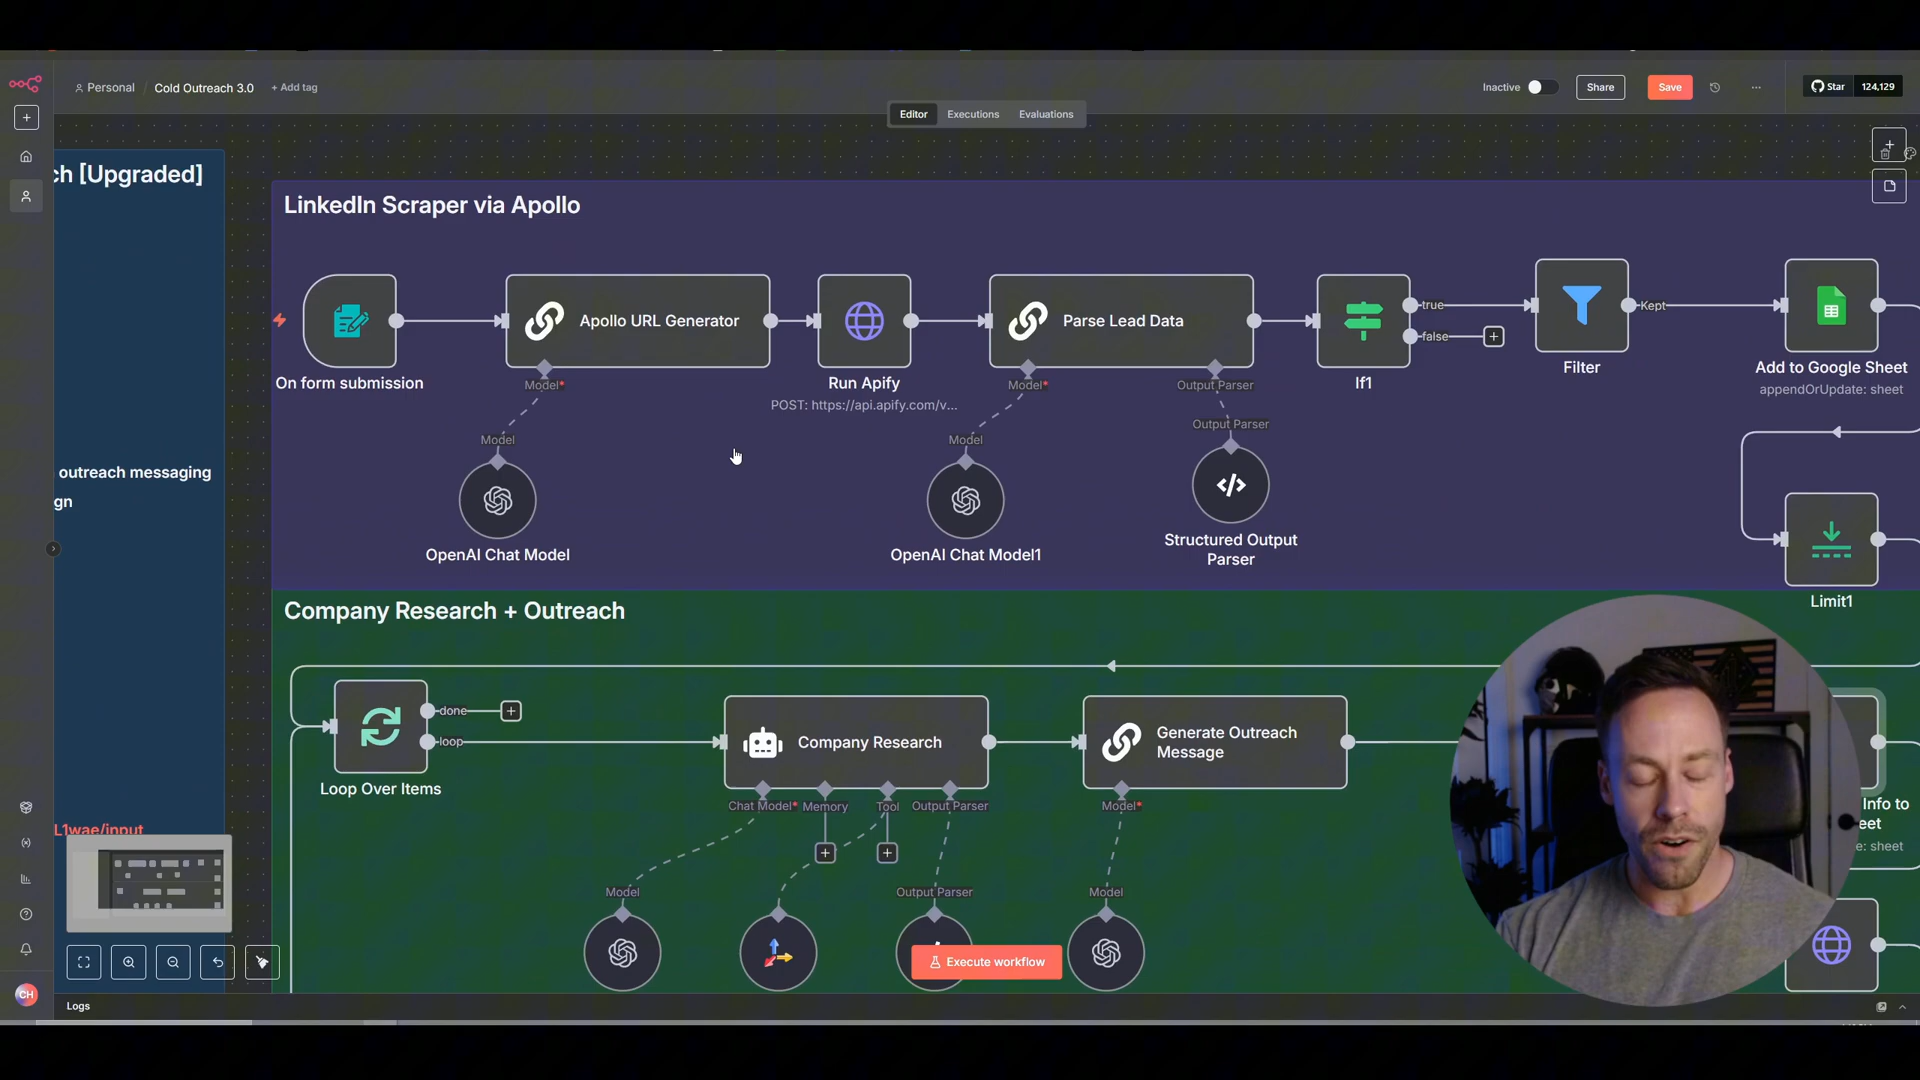 Personal / Cold Outreach 3.0 + Add tag
Inactive
Share
Save
Star 124,129
Editor Executions Evaluations
ch [Upgraded]
outreach messaging
gn
L1wae/input
LinkedIn Scraper via Apollo
On form submission
Apollo URL Generator
Model*
Model
OpenAI Chat Model
Run Apify
POST: https://api.apify.com/v...
Parse Lead Data
Model*
Output Parser
Model
Output Parser
OpenAI Chat Model1
Structured Output
Parser
true
false
If1
Kept
Filter
Add to Google Sheet
appendOrUpdate: sheet
Limit1
Company Research + Outreach
done
loop
Loop Over Items
Company Research
Chat Model* Memory Tool Output Parser
Model
Output Parser
Generate Outreach
Message
Model*
Model
Info to
eet
e: sheet
Execute workflow
CH
Logs